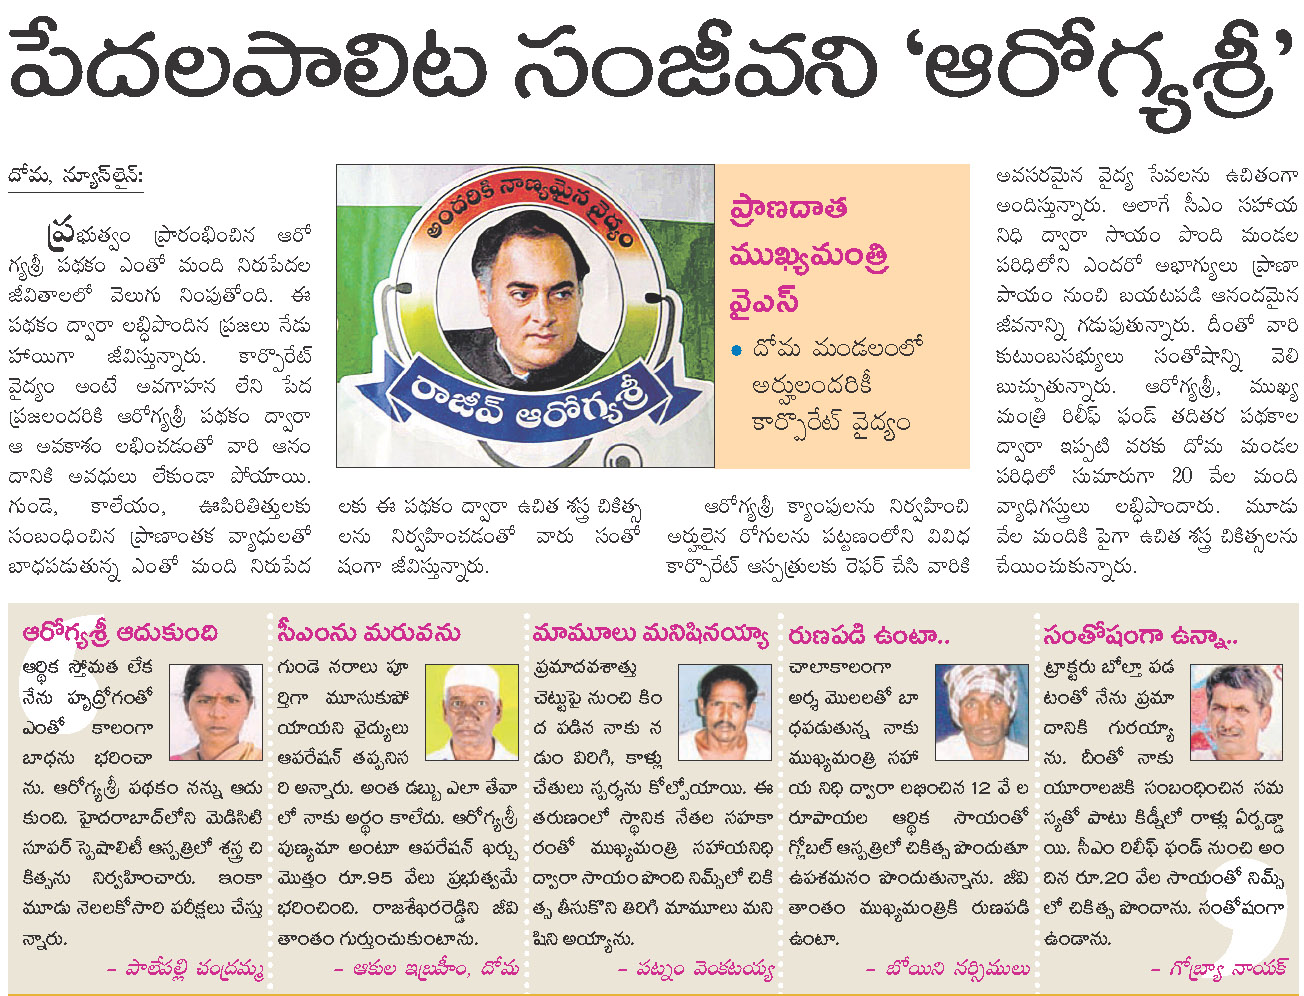 పేదలపాలిట సంజీవని ‘ఆరోగ్యశ్రీ’
దోమ, న్యూస్‌లైన్:
ప్రభుత్వం ప్రారంభించిన ఆరో
గ్యశ్రీ పథకం ఎంతో మంది నిరుపేదల
జీవితాలలో వెలుగు నింపుతోంది. ఈ
పథకం ద్వారా లబ్ధిపొందిన ప్రజలు నేడు
హాయిగా జీవిస్తున్నారు. కార్పొరేట్
వైద్యం అంటే అవగాహన లేని పేద
ప్రజలందరికి ఆరోగ్యశ్రీ పథకం ద్వారా
ఆ అవకాశం లభించడంతో వారి ఆనం
దానికి అవధులు లేకుండా పోయాయి.
గుండె, కాలేయం, ఊపిరితిత్తులకు
సంబంధించిన ప్రాణాంతక వ్యాధులతో
బాధపడుతున్న ఎంతో మంది నిరుపేద
అందరికి నాణ్యమైన వైద్యం
రాజీవ్ ఆరోగ్యశ్రీ
ప్రాణదాత
ముఖ్యమంత్రి
వైఎస్
• దోమ మండలంలో
అర్హులందరికీ
కార్పొరేట్ వైద్యం
లకు ఈ పథకం ద్వారా ఉచిత శస్త్ర చికిత్స
లను నిర్వహించడంతో వారు సంతో
షంగా జీవిస్తున్నారు.
ఆరోగ్యశ్రీ క్యాంపులను నిర్వహించి
అర్హులైన రోగులను పట్టణంలోని వివిధ
కార్పొరేట్ ఆస్పత్రులకు రెఫర్ చేసి వారికి
అవసరమైన వైద్య సేవలను ఉచితంగా
అందిస్తున్నారు. అలాగే సీఎం సహాయ
నిధి ద్వారా సాయం పొంది మండల
పరిధిలోని ఎందరో అభాగ్యులు ప్రాణా
పాయం నుంచి బయటపడి ఆనందమైన
జీవనాన్ని గడుపుతున్నారు. దీంతో వారి
కుటుంబసభ్యులు సంతోషాన్ని వెలి
బుచ్చుతున్నారు. ఆరోగ్యశ్రీ, ముఖ్య
మంత్రి రిలీఫ్ ఫండ్ తదితర పథకాల
ద్వారా ఇప్పటి వరకు దోమ మండల
పరిధిలో సుమారుగా 20 వేల మంది
వ్యాధిగస్త్రులు లబ్ధిపొందారు. మూడు
వేల మందికి పైగా ఉచిత శస్త్ర చికిత్సలను
చేయించుకున్నారు.
ఆరోగ్యశ్రీ ఆదుకుంది
ఆర్థిక స్తోమత లేక
నేను హృద్రోగంతో
ఎంతో కాలంగా
బాధను భరించా
ను. ఆరోగ్యశ్రీ పథకం నన్ను ఆదు
కుంది. హైదరాబాద్‌లోని మెడిసిటి
సూపర్ స్పెషాలిటీ ఆస్పత్రిలో శస్త్ర చి
కిత్సను నిర్వహించారు. ఇంకా
మూడు నెలలకోసారి పరీక్షలు చేస్తు
న్నారు.
– పాలేపల్లి చంద్రమ్మ
సీఎంను మరువను
గుండె నరాలు పూ
ర్తిగా మూసుకుపో
యాయని వైద్యులు
ఆపరేషన్ తప్పనిస
రి అన్నారు. అంత డబ్బు ఎలా తేవా
లో నాకు అర్థం కాలేదు. ఆరోగ్యశ్రీ
పుణ్యమా అంటూ ఆపరేషన్ ఖర్చు
మొత్తం రూ.95 వేలు ప్రభుత్వమే
భరించింది. రాజశేఖరరెడ్డిని జీవి
తాంతం గుర్తుంచుకుంటాను.
– ఆకుల ఇబ్రహీం, దోమ
మామూలు మనిషినయ్యా
ప్రమాదవశాత్తు
చెట్టుపై నుంచి కిం
ద పడిన నాకు న
డుం విరిగి, కాళ్లు
చేతులు స్పర్శను కోల్పోయాయి. ఈ
తరుణంలో స్థానిక నేతల సహకా
రంతో ముఖ్యమంత్రి సహాయనిధి
ద్వారా సాయం పొంది నిమ్స్‌లో చికి
త్స తీసుకొని తిరిగి మామూలు మని
షిని అయ్యాను.
– పట్నం వెంకటయ్య
రుణపడి ఉంటా..
చాలాకాలంగా
అర్శ మొలలతో బా
ధపడుతున్న నాకు
ముఖ్యమంత్రి సహా
య నిధి ద్వారా లభించిన 12 వే ల
రూపాయల ఆర్థిక సాయంతో
గ్లోబల్ ఆస్పత్రిలో చికిత్స పొందుతూ
ఉపశమనం పొందుతున్నాను. జీవి
తాంతం ముఖ్యమంత్రికి రుణపడి
ఉంటా.
– బోయిని నర్సిములు
సంతోషంగా ఉన్నా..
ట్రాక్టరు బోల్తా పడ
టంతో నేను ప్రమా
దానికి గురయ్యా
ను. దీంతో నాకు
యూరాలజికి సంబంధించిన సమ
స్యతో పాటు కిడ్నీలో రాళ్లు ఏర్పడ్డా
యి. సీఎం రిలీఫ్ ఫండ్ నుంచి అం
దిన రూ.20 వేల సాయంతో నిమ్స్
లో చికిత్స పొందాను. సంతోషంగా
ఉండాను.
– గోబ్ర్యా నాయక్